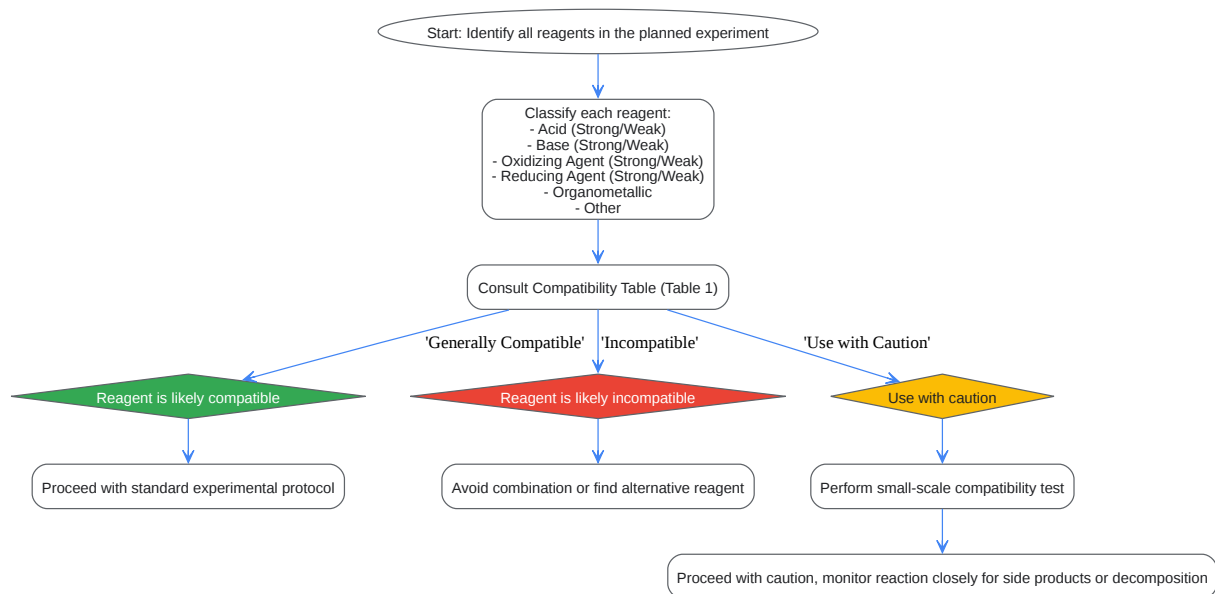 Start: Identify all reagents in the planned experiment
Classify each reagent:
- Acid (Strong/Weak)
- Base (Strong/Weak)
- Oxidizing Agent (Strong/Weak)
- Reducing Agent (Strong/Weak)
- Organometallic
- Other
Consult Compatibility Table (Table 1)
'Generally Compatible'
'Incompatible'
'Use with Caution'
Reagent is likely compatible
Reagent is likely incompatible
Use with caution
Proceed with standard experimental protocol
Avoid combination or find alternative reagent
Perform small-scale compatibility test
Proceed with caution, monitor reaction closely for side products or decomposition